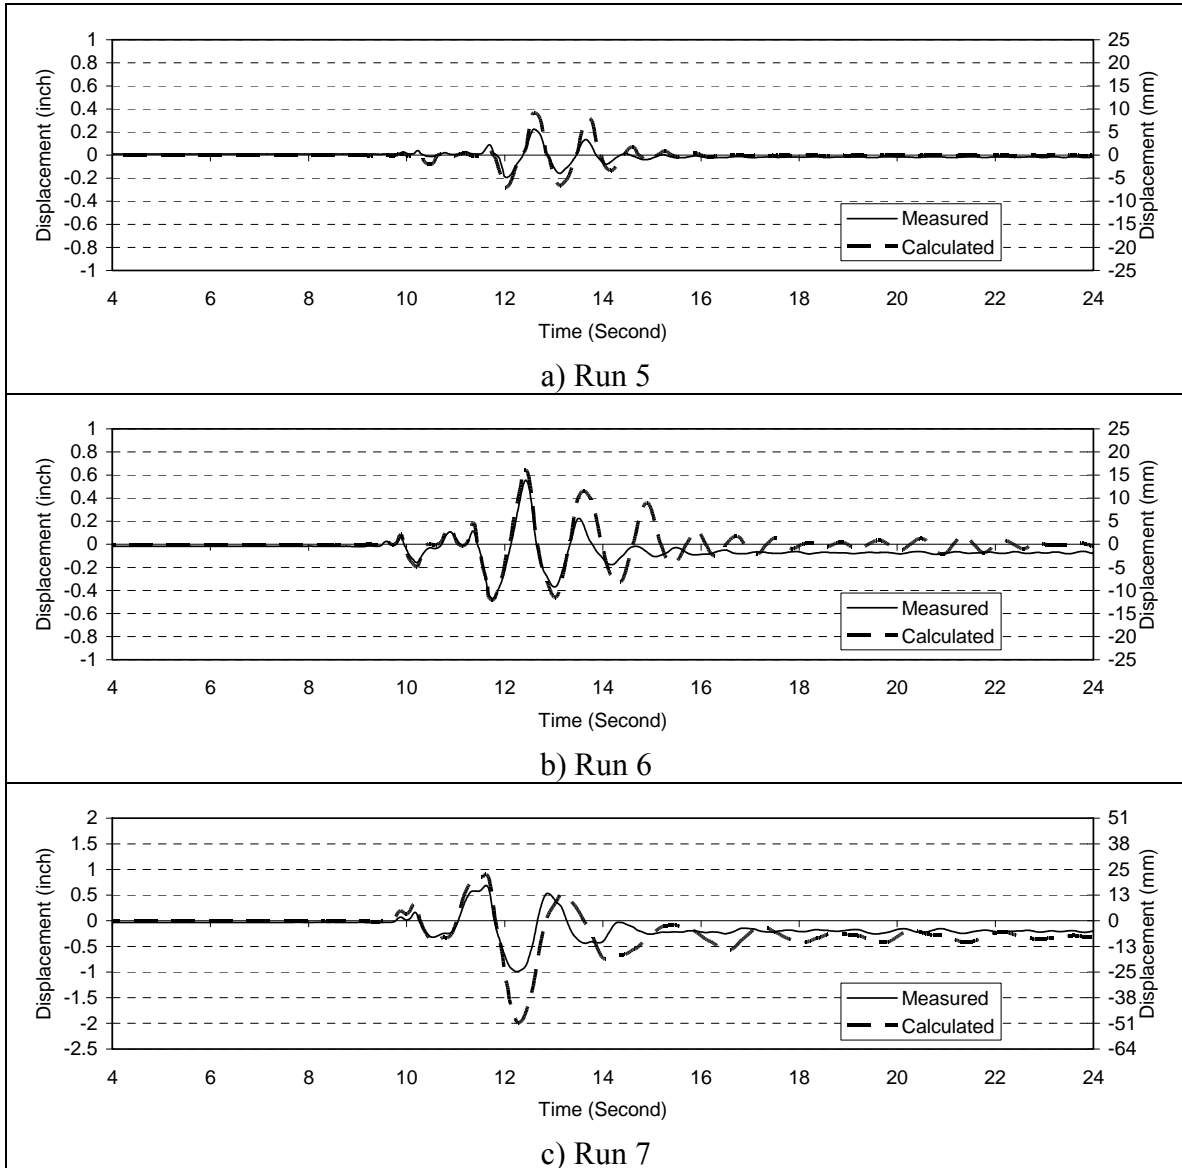 1 25
0.8 20
0.6 15
0.4 10
0.2 5
0 0
-0.2 -5
-0.4 -10
-0.6 -15
-0.8 -20
-1 -25
Displacement (inch)
Displacement (mm)
Measured
Calculated
4 6 8 10 12 14 16 18 20 22 24
Time (Second)
a) Run 5
1 25
0.8 20
0.6 15
0.4 10
0.2 5
0 0
-0.2 -5
-0.4 -10
-0.6 -15
-0.8 -20
-1 -25
Displacement (inch)
Displacement (mm)
Measured
Calculated
4 6 8 10 12 14 16 18 20 22 24
Time (Second)
b) Run 6
2 51
1.5 38
1 25
0.5 13
0 0
-0.5 -13
-1 -25
-1.5 -38
-2 -51
-2.5 -64
Displacement (inch)
Displacement (mm)
Measured
Calculated
4 6 8 10 12 14 16 18 20 22 24
Time (Second)
c) Run 7